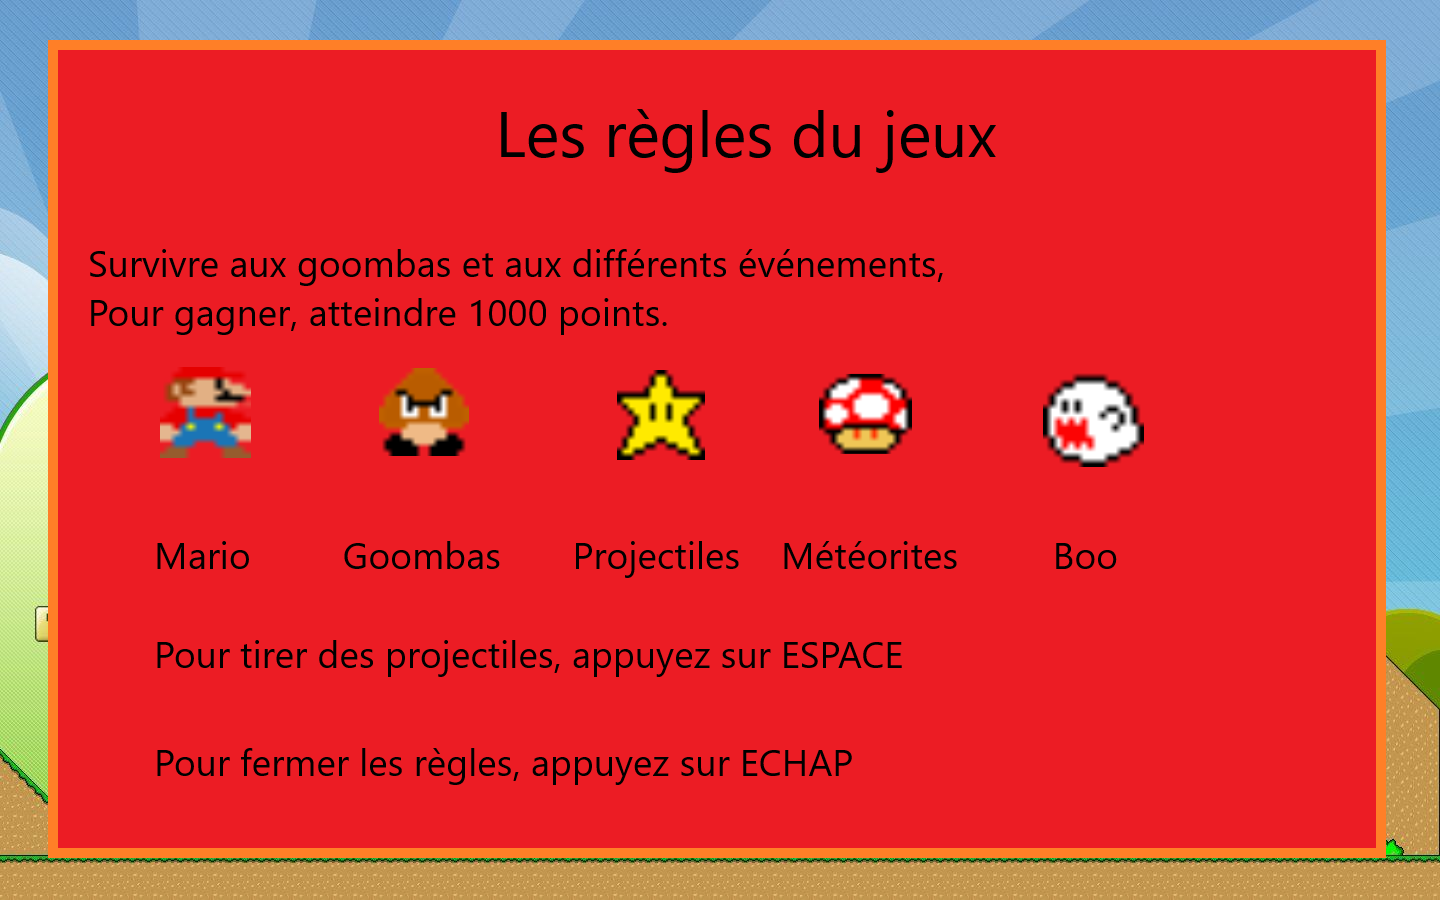 Les règles du jeux
Survivre aux goombas et aux différents événements,
Pour gagner, atteindre 1000 points.
Mario Goombas Projectiles Météorites Boo
Pour tirer des projectiles, appuyez sur ESPACE
Pour fermer les règles, appuyez sur ECHAP